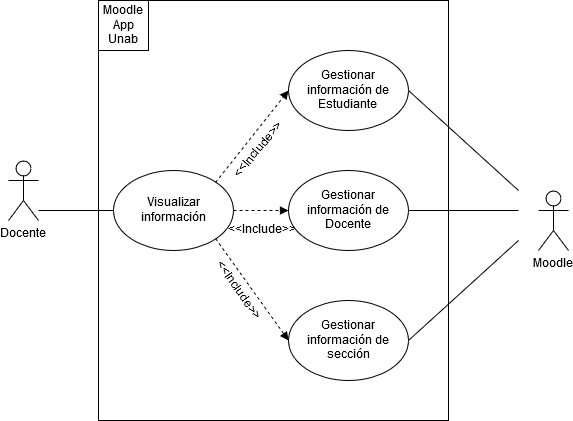 Moodle
App
Unab
Gestionar
información de
Estudiante
<<Include>>
Visualizar
información
Gestionar
información de
Docente
<<Include>>
Docente
Moodle
<<Include>>
Gestionar
información de
sección